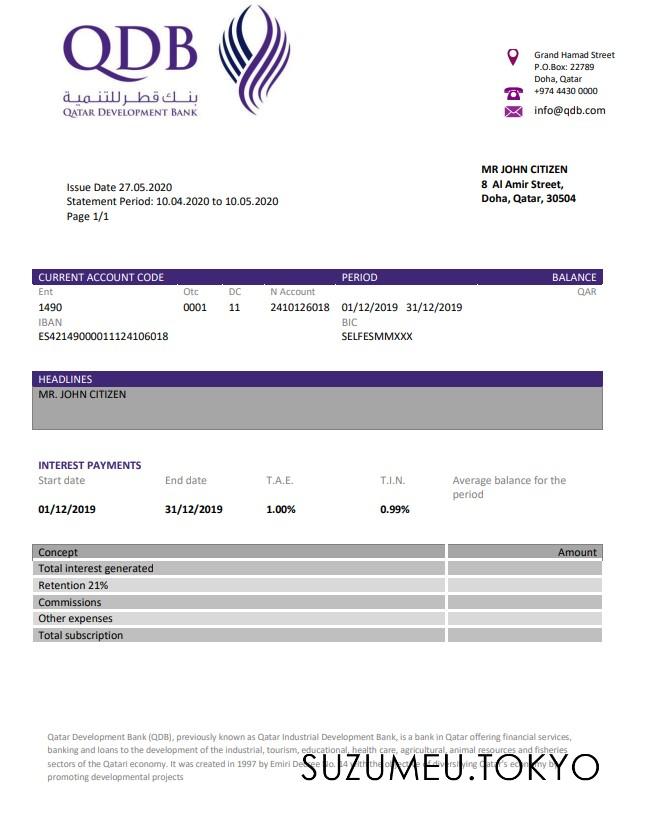 QDB
بنك قطر للتنمية
QATAR DEVELOPMENT BANK
Grand Hamad Street
P.O.Box: 22789
Doha, Qatar
+974 4430 0000
info@qdb.com
MR JOHN CITIZEN
8 Al Amir Street,
Doha, Qatar, 30504
Issue Date 27.05.2020
Statement Period: 10.04.2020 to 10.05.2020
Page 1/1
CURRENT ACCOUNT CODE PERIOD BALANCE
Ent Otc DC N Account QAR
1490 0001 11 2410126018 01/12/2019 31/12/2019
IBAN BIC
ES42149000011124106018 SELFESMMXXX
HEADLINES
MR. JOHN CITIZEN
INTEREST PAYMENTS
Start date End date T.A.E. T.I.N. Average balance for the
period
01/12/2019 31/12/2019 1.00% 0.99%
Concept Amount
Total interest generated
Retention 21%
Commissions
Other expenses
Total subscription
Qatar Development Bank (QDB), previously known as Qatar Industrial Development Bank, is a bank in Qatar offering financial services,
banking and loans to the development of the industrial, tourism, educational, health care, agricultural, animal resources and fisheries
sectors of the Qatari economy. It was created in 1997 by Emiri Decree No. 14 with the objective of diversifying Qatar's economy by
promoting developmental projects
SUZUMEU.TOKYO